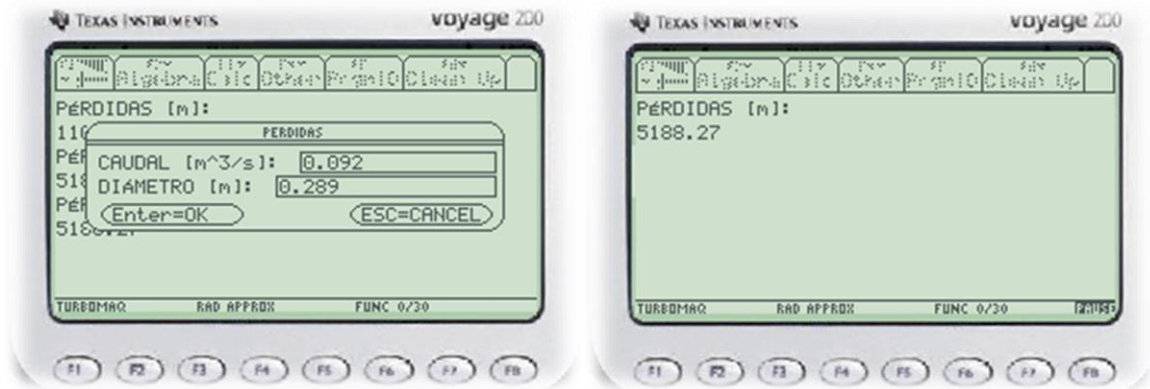 TEXAS INSTRUMENTS voyage 200
Algebra Calc Other PrgmIO Clean Up
PÉRDIDAS [m]:
PERDIDAS
CAUDAL [m^3/s]: 0.092
DIÁMETRO [m]: 0.289
Enter=OK ESC=CANCEL
TURBOMAQ RAD APPROX FUNC 0/30
F1 F2 F3 F4 F5 F6 F7 F8
TEXAS INSTRUMENTS voyage 200
Algebra Calc Other PrgmIO Clean Up
PÉRDIDAS [m]:
5188.27
TURBOMAQ RAD APPROX FUNC 0/30 PAUSE
F1 F2 F3 F4 F5 F6 F7 F8